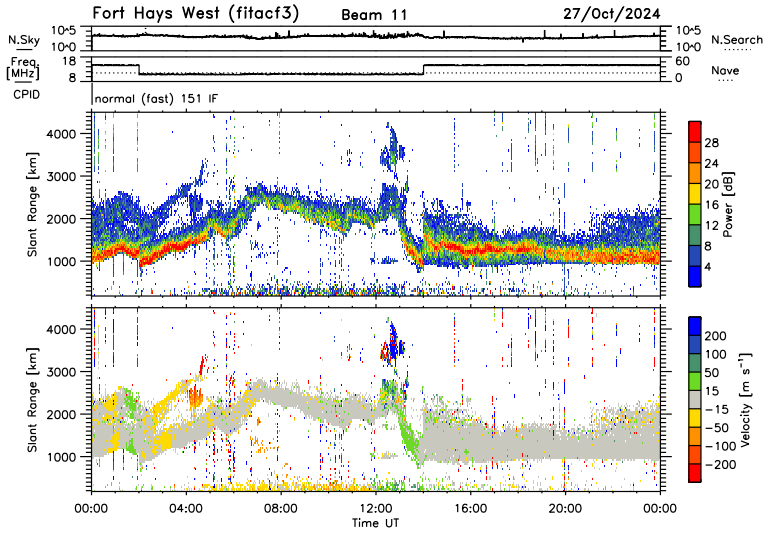 Fort Hays West (fitacf3) Beam 11 27/Oct/2024
N.Sky 10^5 10^0 10^5 10^0 N.Search
Freq. [MHz] 18 8 60 0 Nave
CPID normal (fast) 151 IF
Slant Range [km] 4000 3000 2000 1000
Power [dB] 28 24 20 16 12 8 4
Slant Range [km] 4000 3000 2000 1000
Velocity [m s⁻¹] 200 100 50 15 −15 −50 −100 −200
00:00 04:00 08:00 12:00 16:00 20:00 00:00
Time UT